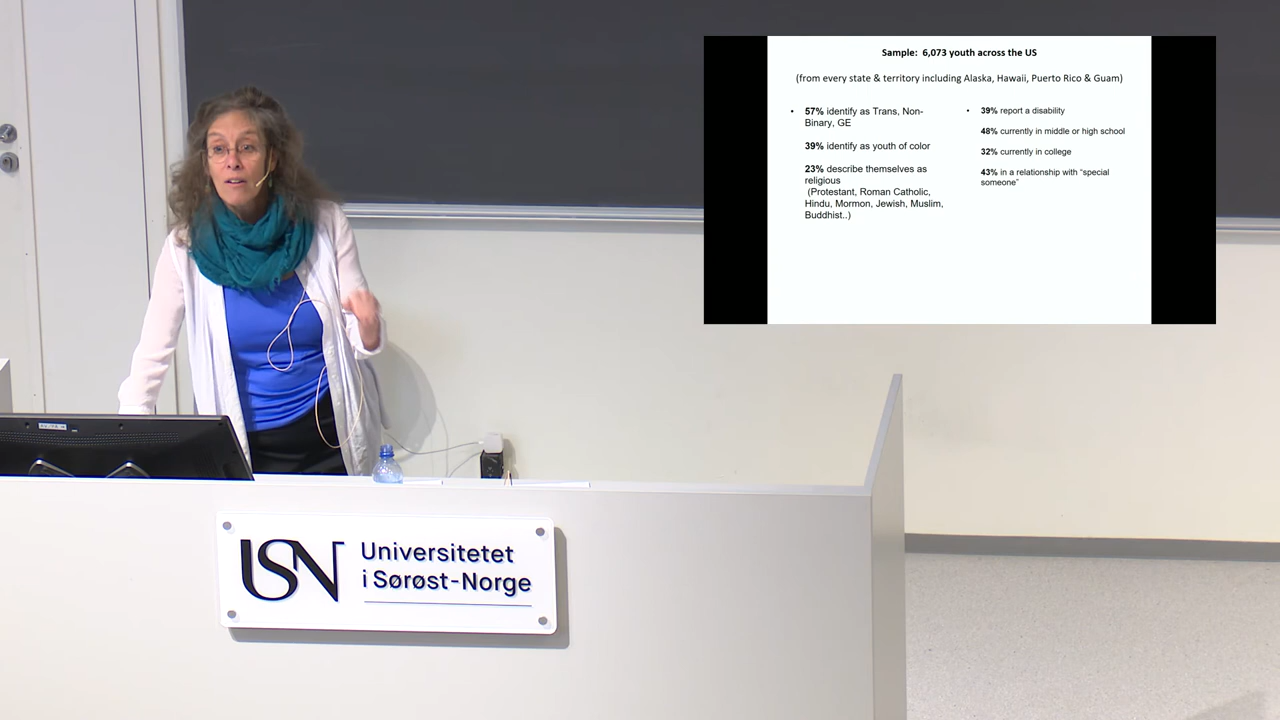 Sample: 6,073 youth across the US
(from every state & territory including Alaska, Hawaii, Puerto Rico & Guam)
• 57% identify as Trans, Non-
Binary, GE
39% identify as youth of color
23% describe themselves as
religious
(Protestant, Roman Catholic,
Hindu, Mormon, Jewish, Muslim,
Buddhist..)
• 39% report a disability
48% currently in middle or high school
32% currently in college
43% in a relationship with “special
someone”
USN
Universitetet
i Sørøst-Norge